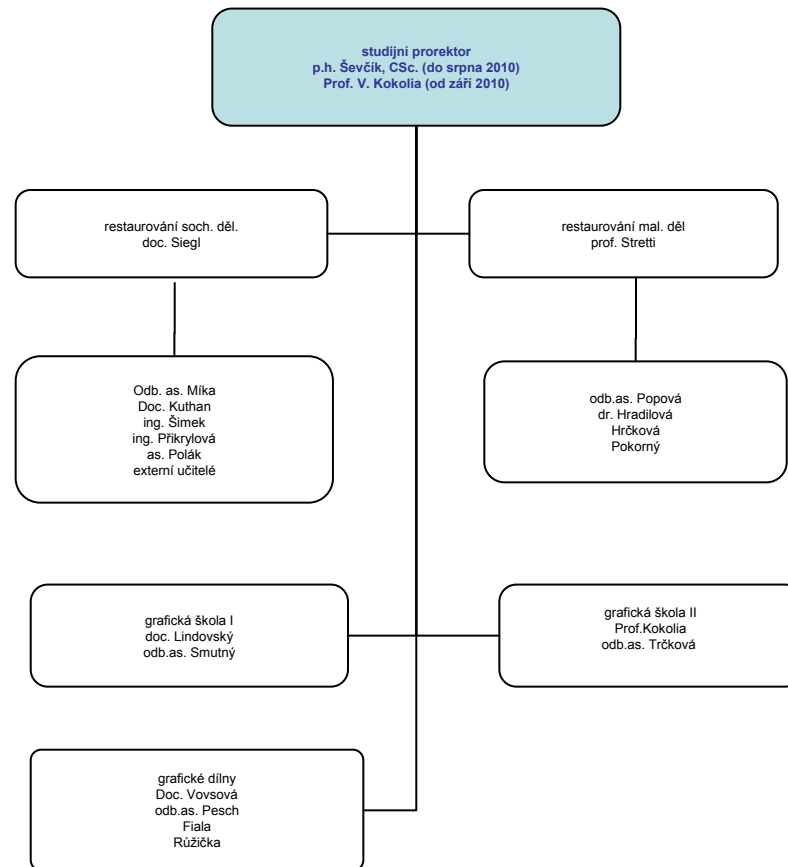 studijní prorektor
p.h. Ševčík, CSc. (do srpna 2010)
Prof. V. Kokolia (od září 2010)
restaurování soch. děl.
doc. Siegl
restaurování mal. děl
prof. Stretti
Odb. as. Míka
Doc. Kuthan
ing. Šimek
ing. Přikrylová
as. Polák
externí učitelé
odb.as. Popová
dr. Hradilová
Hrčková
Pokorný
grafická škola I
doc. Lindovský
odb.as. Smutný
grafická škola II
Prof.Kokolia
odb.as. Trčková
grafické dílny
Doc. Vovsová
odb.as. Pesch
Fiala
Růžička